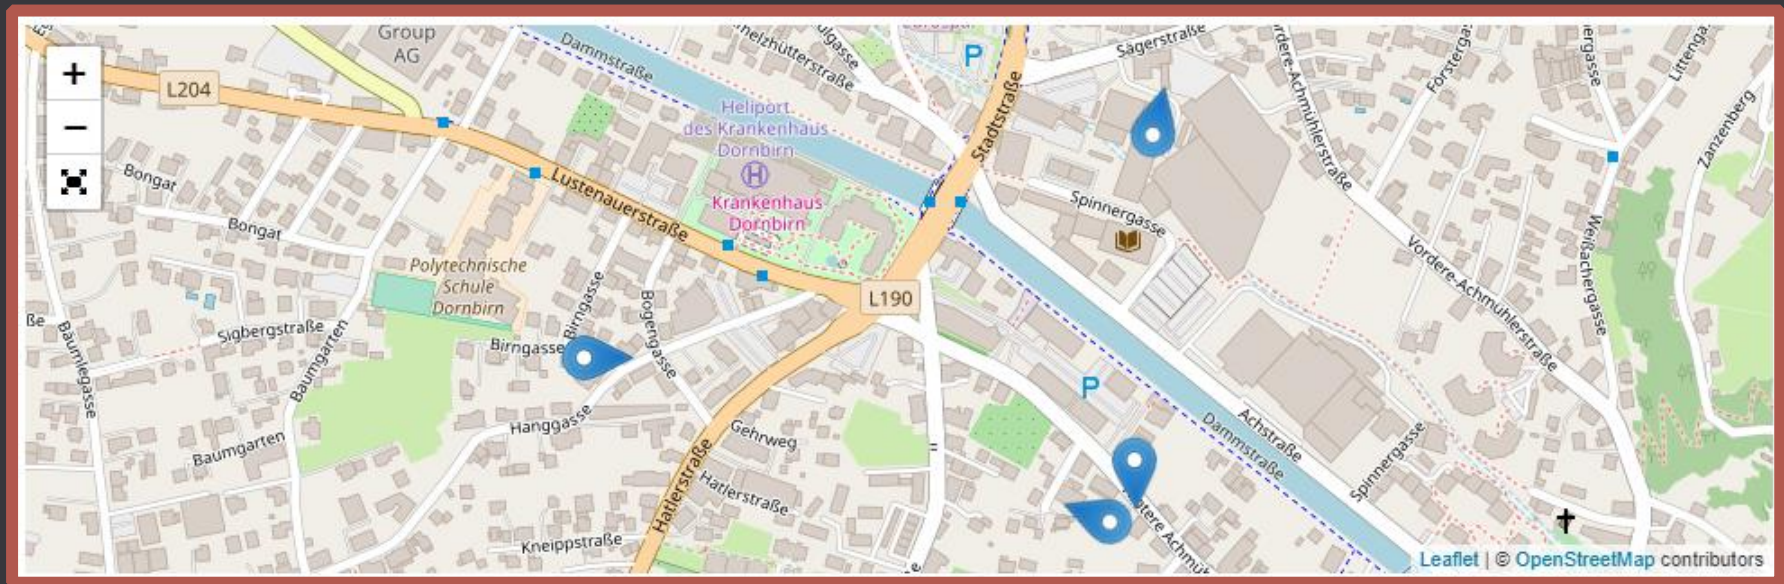 +
−
L204
Group
AG
Dammstraße
Heliport
des Krankenhaus
Dornbirn
H
Krankenhaus
Dornbirn
P
Stadtstraße
Sägerstraße
Spinnergasse
Vordere-Achmühlerstraße
Zanzenberg
Weißachergasse
Bongat
Bongat
Lustenauerstraße
Polytechnische
Schule
Dornbirn
L190
Vordere-Achmühlerstraße
Sigbergstraße
Birngasse
Birngasse
Bogengasse
Bäumlegasse
Baumgarten
Baumgarten
Hanggasse
Gehrweg
P
Achstraße
Dammstraße
Spinnergasse
Hatlerstraße
Hatlerstraße
Kneippstraße
Leaflet | © OpenStreetMap contributors